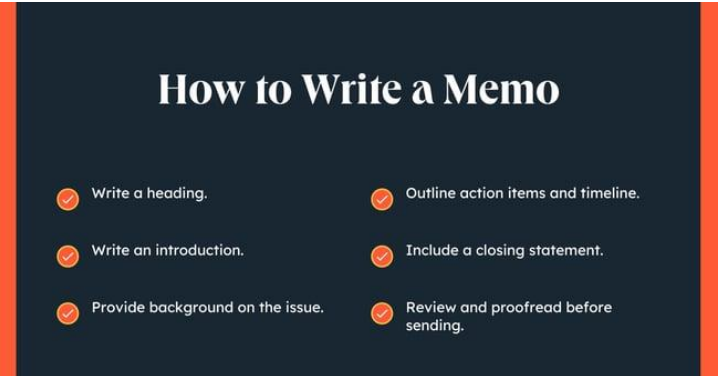 How to Write a Memo
Write a heading.
Write an introduction.
Provide background on the issue.
Outline action items and timeline.
Include a closing statement.
Review and proofread before
sending.